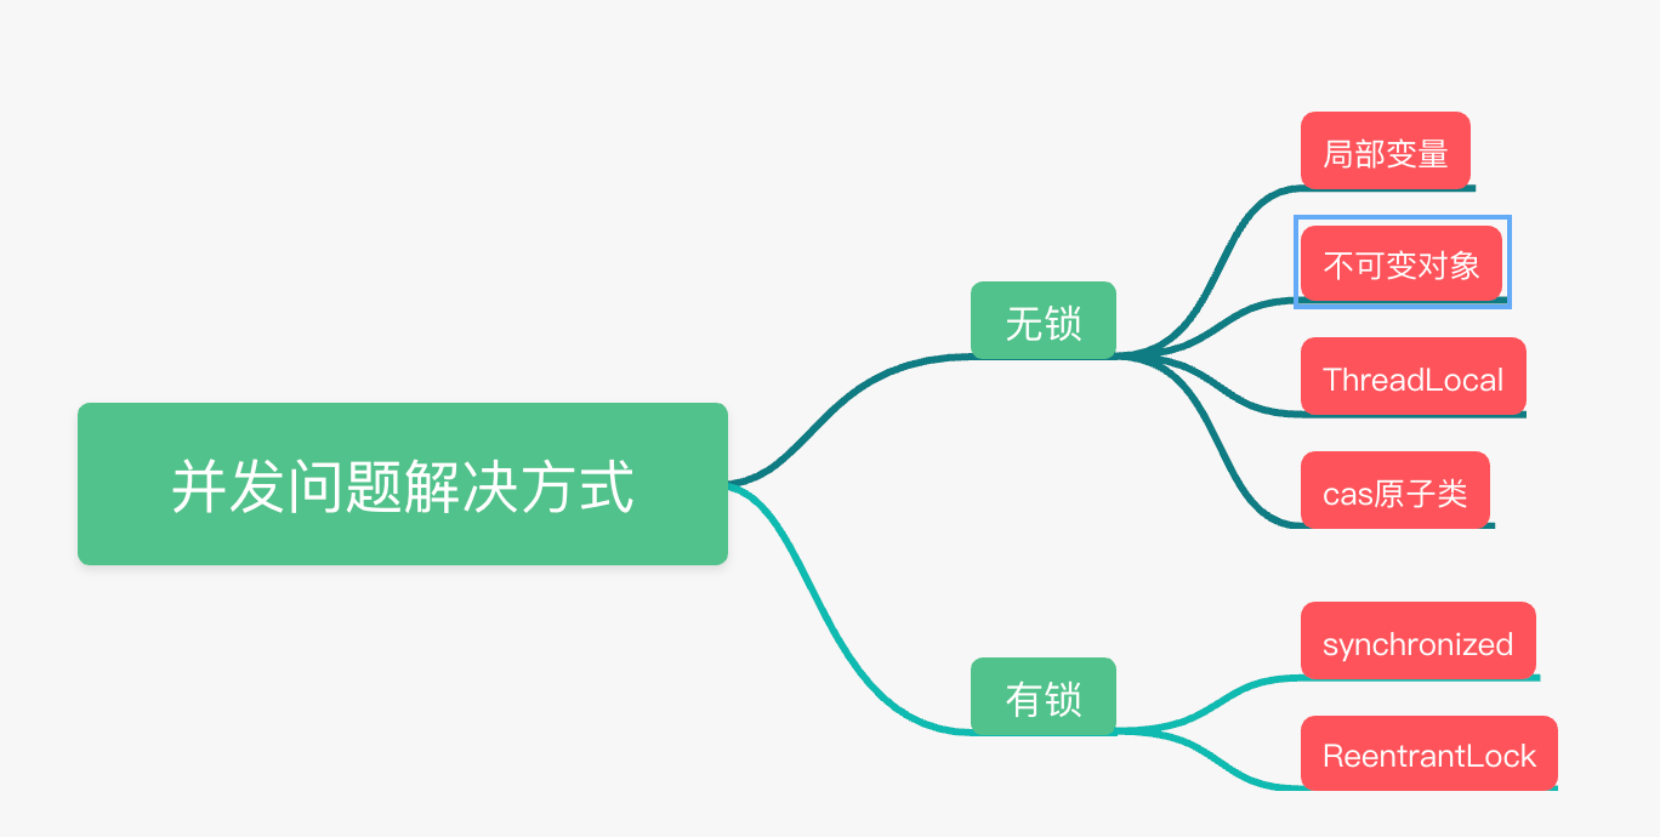 并发问题解决方式
无锁
局部变量
不可变对象
ThreadLocal
cas原子类
有锁
synchronized
ReentrantLock